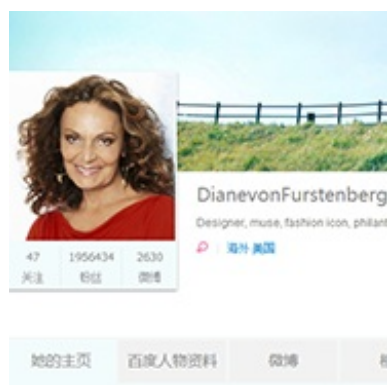 DianevonFurstenberg
Designer, muse, fashion icon,
海外 美国
47 1956434 2630
关注 粉丝 微博
她的主页 百度人物资料 微博